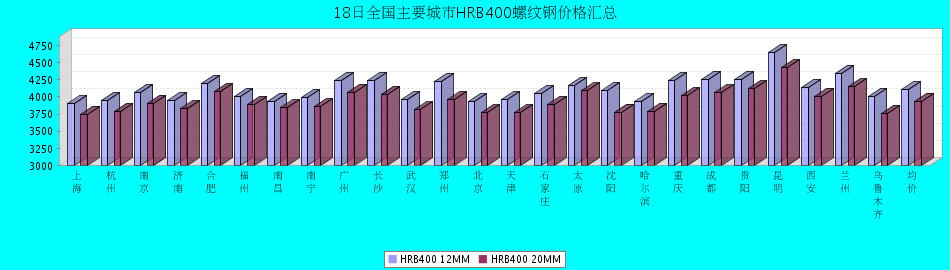 18日全国主要城市HRB400螺纹钢价格汇总
4750
4500
4250
4000
3750
3500
3250
3000
上海
杭州
南京
济南
合肥
福州
南昌
南宁
广州
长沙
武汉
郑州
北京
天津
石家庄
太原
沈阳
哈尔滨
重庆
成都
贵阳
昆明
西安
兰州
乌鲁木齐
均价
HRB400 12MM HRB400 20MM